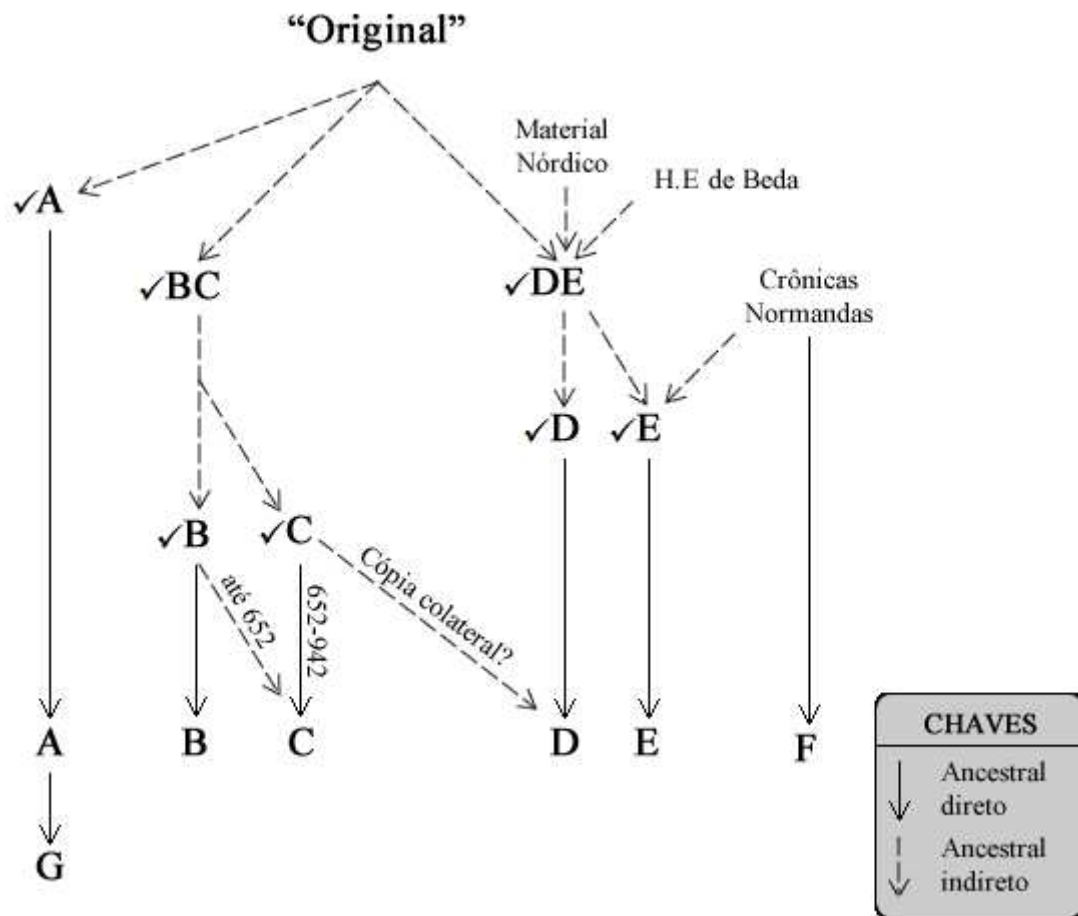 “Original”
Material
Nórdico
H.E de Beda
✓A
✓BC
✓DE
Crônicas
Normandas
✓D
✓E
✓B
✓C
até 652
652-942
Cópia colateral?
A
B
C
D
E
F
G
CHAVES
Ancestral
direto
Ancestral
indireto